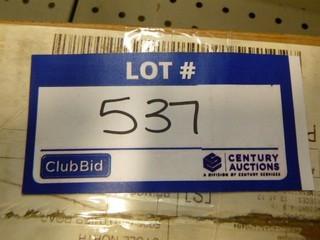 LOT #
537
ClubBid
CENTURY
AUCTIONS
A DIVISION OF CENTURY SERVICES